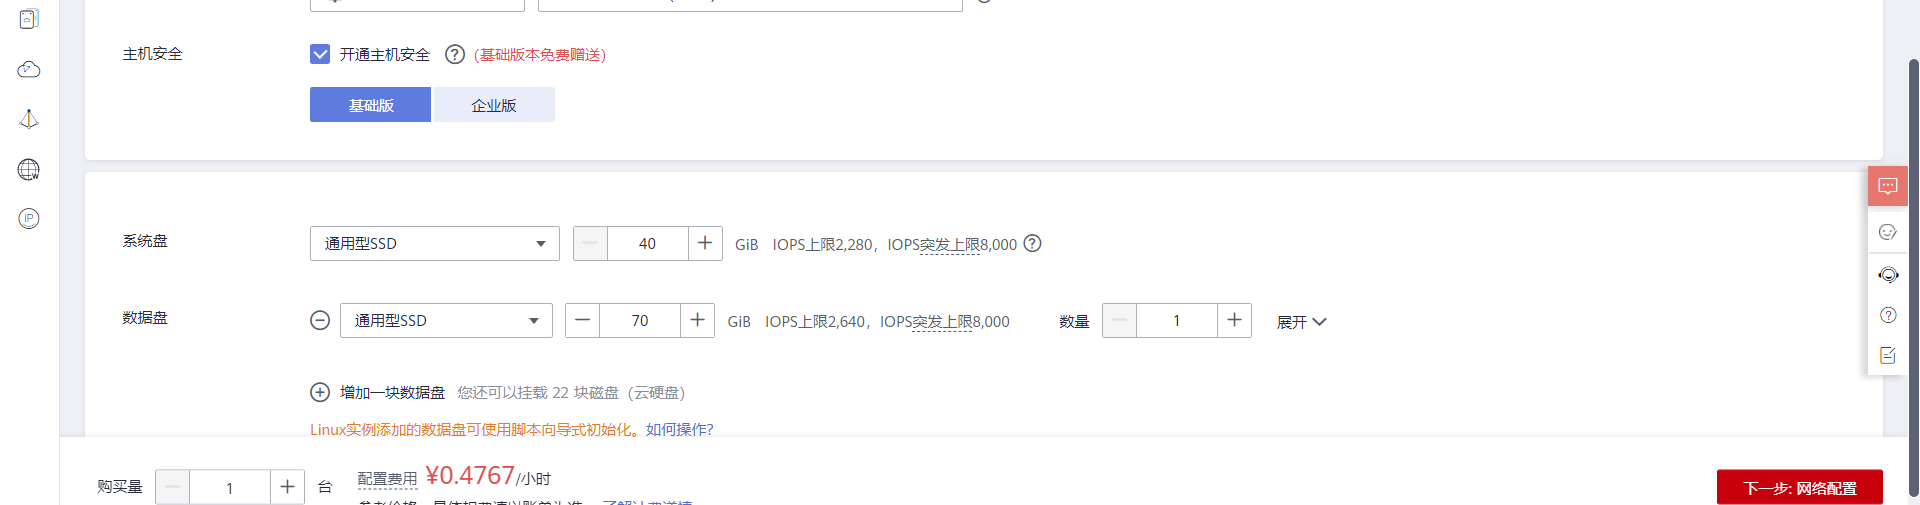 主机安全
开通主机安全 ? (基础版本免费赠送)
基础版 企业版
系统盘
通用型SSD 40 GiB IOPS上限2,280，IOPS突发上限8,000 ?
数据盘
通用型SSD 70 GiB IOPS上限2,640，IOPS突发上限8,000 数量 1 展开
增加一块数据盘 您还可以挂载 22 块磁盘（云硬盘）
Linux实例添加的数据盘可使用脚本向导式初始化。如何操作?
购买量 1 台 配置费用 ¥0.4767/小时
下一步: 网络配置
IP
W